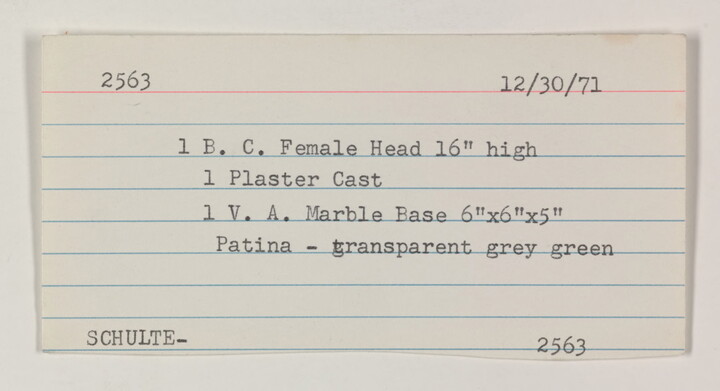 2563 12/30/71
1 B. C. Female Head 16" high
1 Plaster Cast
1 V. A. Marble Base 6"x6"x5"
Patina - transparent grey green
SCHULTE- 2563